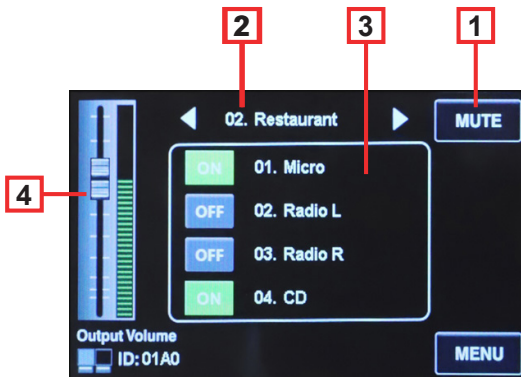 2 3 1
02. Restaurant MUTE
ON 01. Micro
4
OFF 02. Radio L
OFF 03. Radio R
ON 04. CD
Output Volume
ID: 01A0 MENU